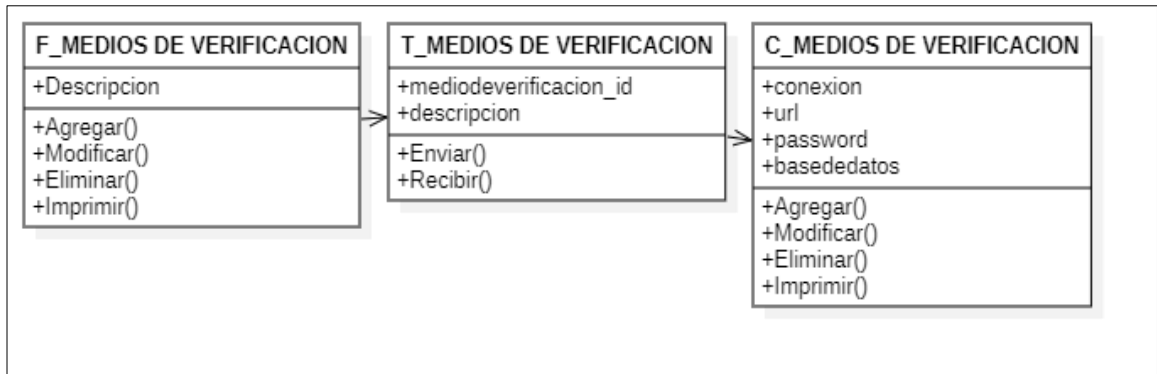 F_MEDIOS DE VERIFICACION
+Descripcion
+Agregar()
+Modificar()
+Eliminar()
+Imprimir()
T_MEDIOS DE VERIFICACION
+mediodeverificacion_id
+descripcion
+Enviar()
+Recibir()
C_MEDIOS DE VERIFICACION
+conexion
+url
+password
+basededatos
+Agregar()
+Modificar()
+Eliminar()
+Imprimir()